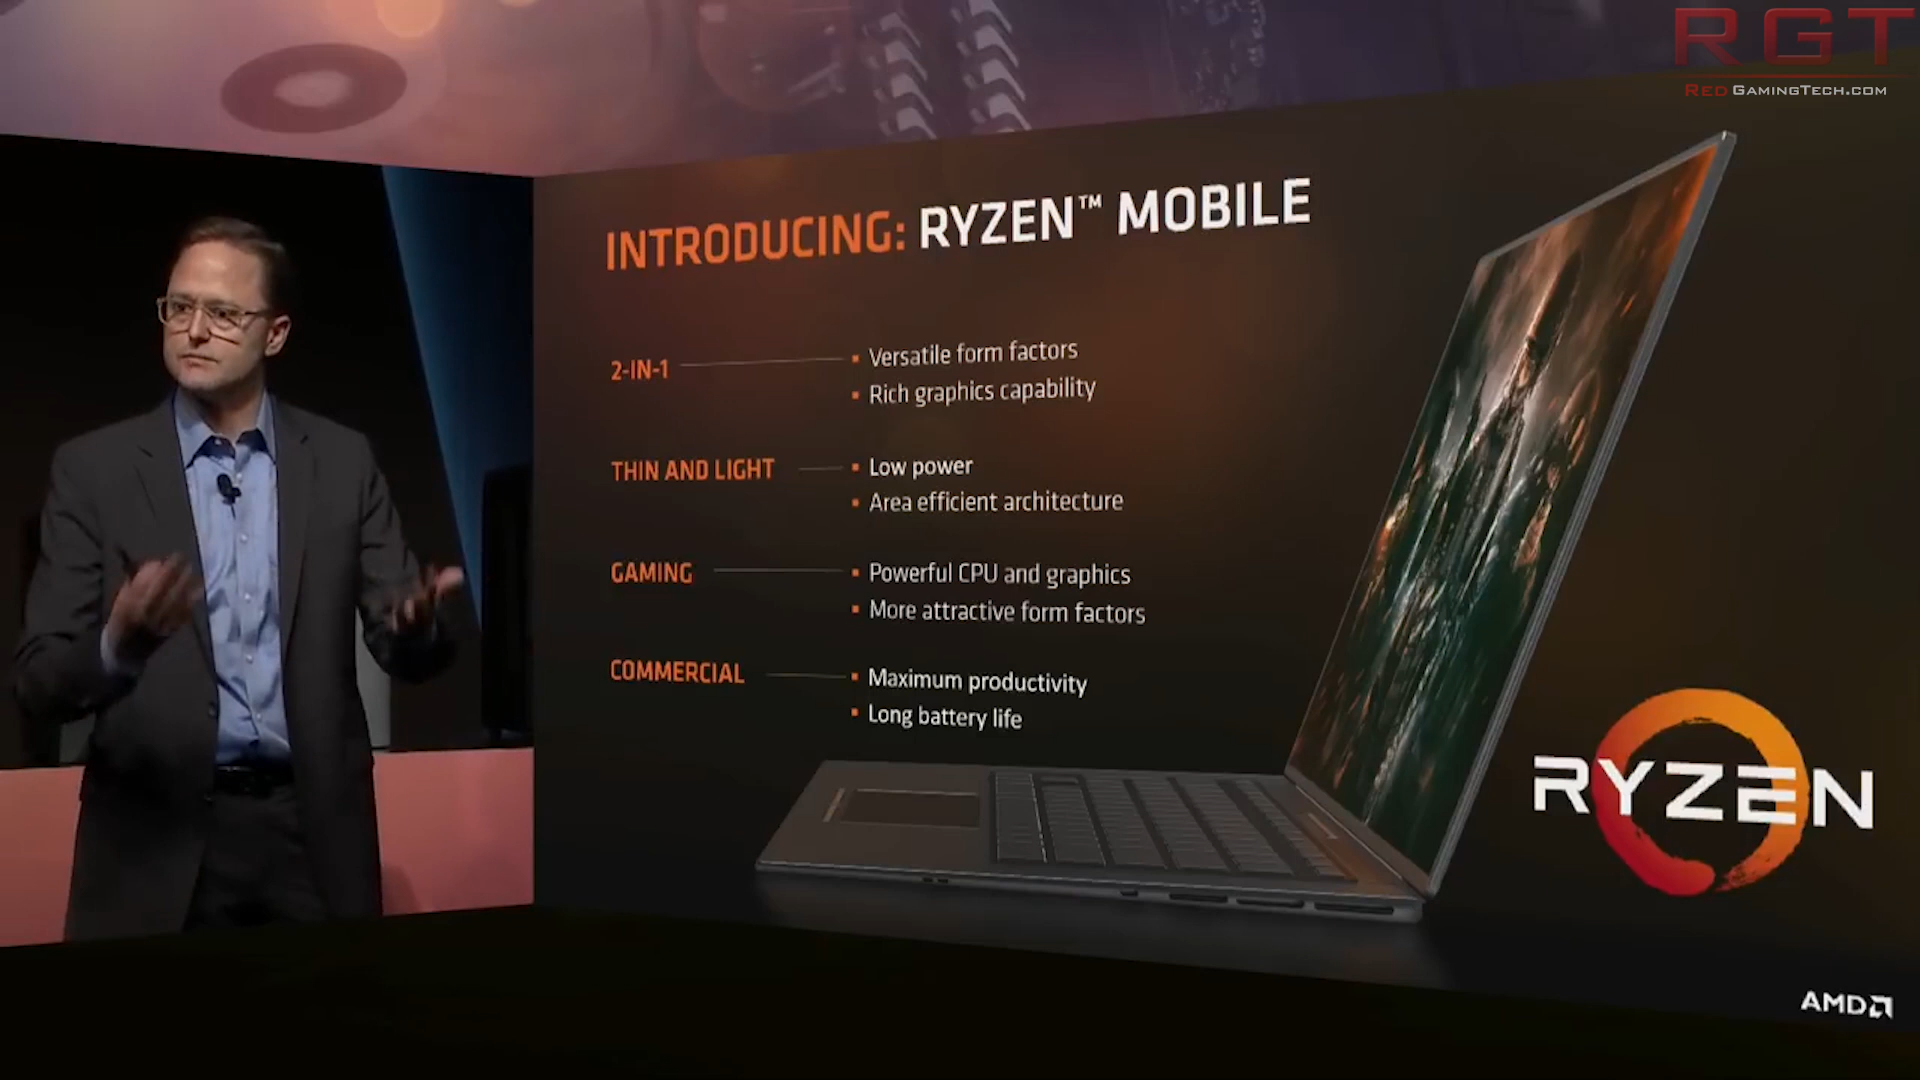 RGT
RED GAMINGTECH.COM
INTRODUCING: RYZEN™ MOBILE
2-IN-1
▪ Versatile form factors
▪ Rich graphics capability
THIN AND LIGHT
▪ Low power
▪ Area efficient architecture
GAMING
▪ Powerful CPU and graphics
▪ More attractive form factors
COMMERCIAL
▪ Maximum productivity
▪ Long battery life
RYZEN
AMD